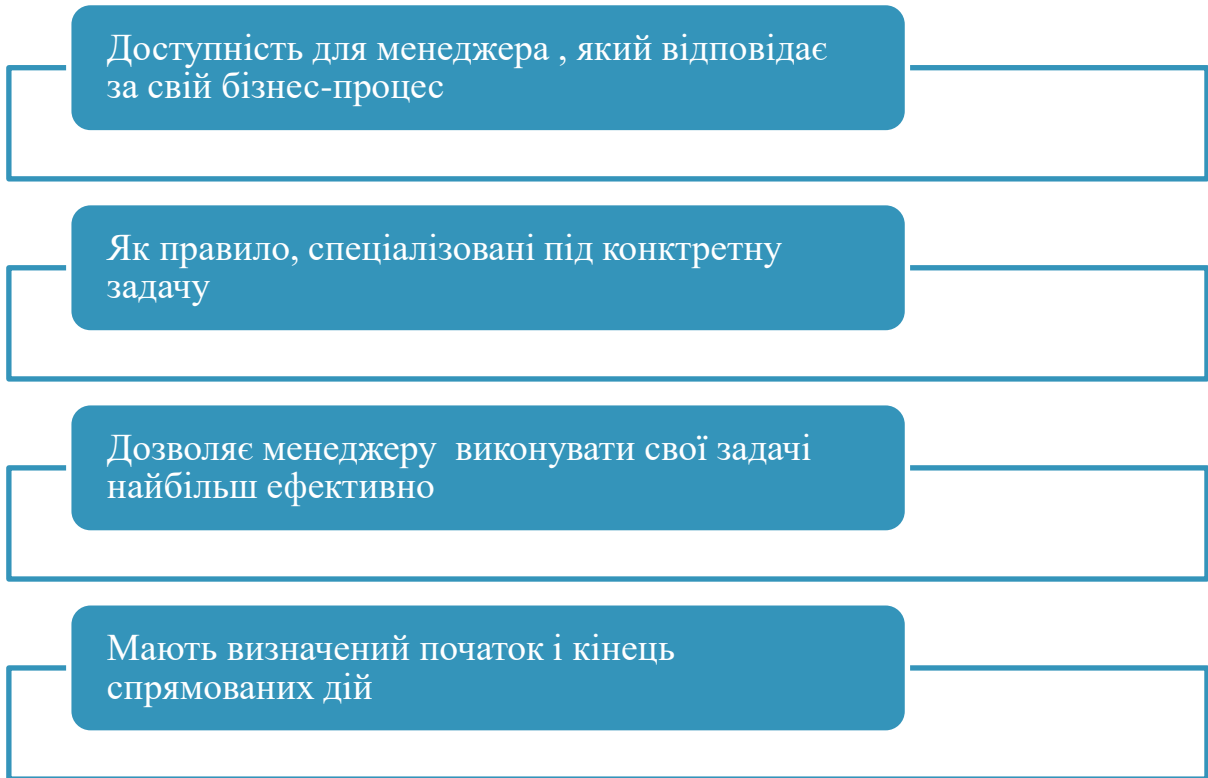 Доступність для менеджера , який відповідає
за свій бізнес-процес
Як правило, спеціалізовані під конктретну
задачу
Дозволяє менеджеру  виконувати свої задачі
найбільш ефективно
Мають визначений початок і кінець
спрямованих дій